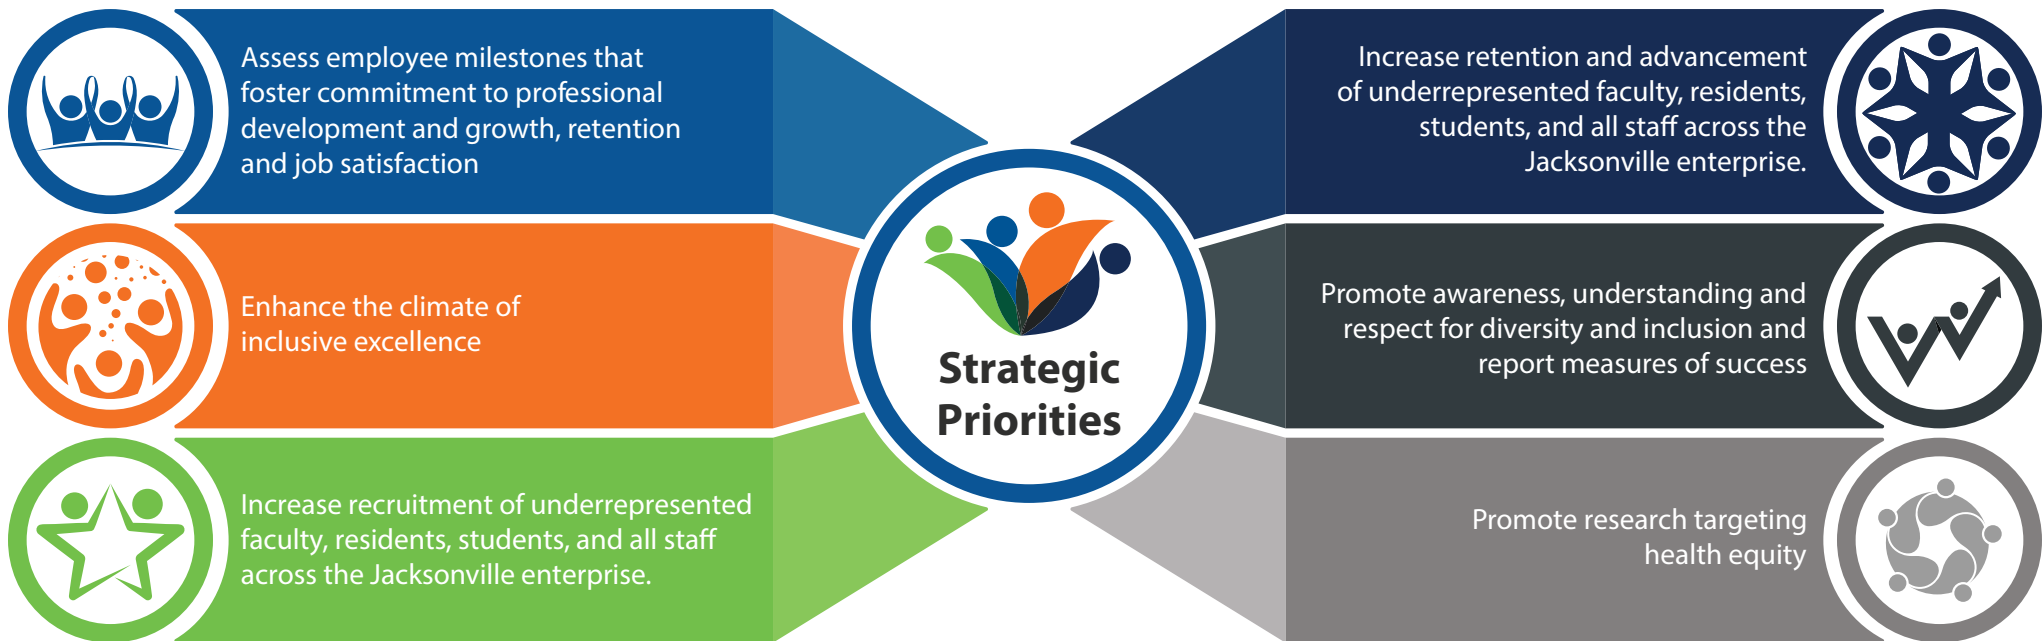 Assess employee milestones that
foster commitment to professional
development and growth, retention
and job satisfaction
Enhance the climate of
inclusive excellence
Increase recruitment of underrepresented
faculty, residents, students, and all staff
across the Jacksonville enterprise.
Strategic
Priorities
Increase retention and advancement
of underrepresented faculty, residents,
students, and all staff across the
Jacksonville enterprise.
Promote awareness, understanding and
respect for diversity and inclusion and
report measures of success
Promote research targeting
health equity